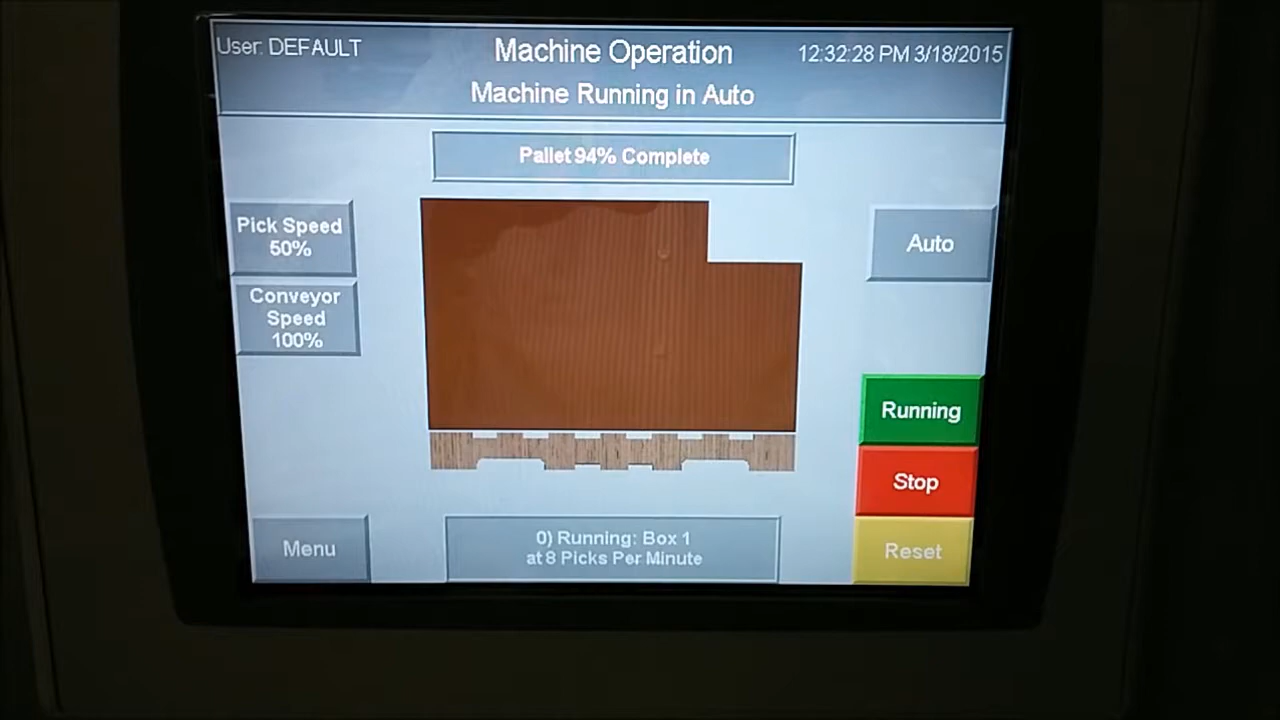 User: DEFAULT
Machine Operation
12:32:28 PM 3/18/2015
Machine Running in Auto
Pallet 94% Complete
Pick Speed
50%
Auto
Conveyor
Speed
100%
Running
Stop
Menu
0) Running: Box 1
at 8 Picks Per Minute
Reset